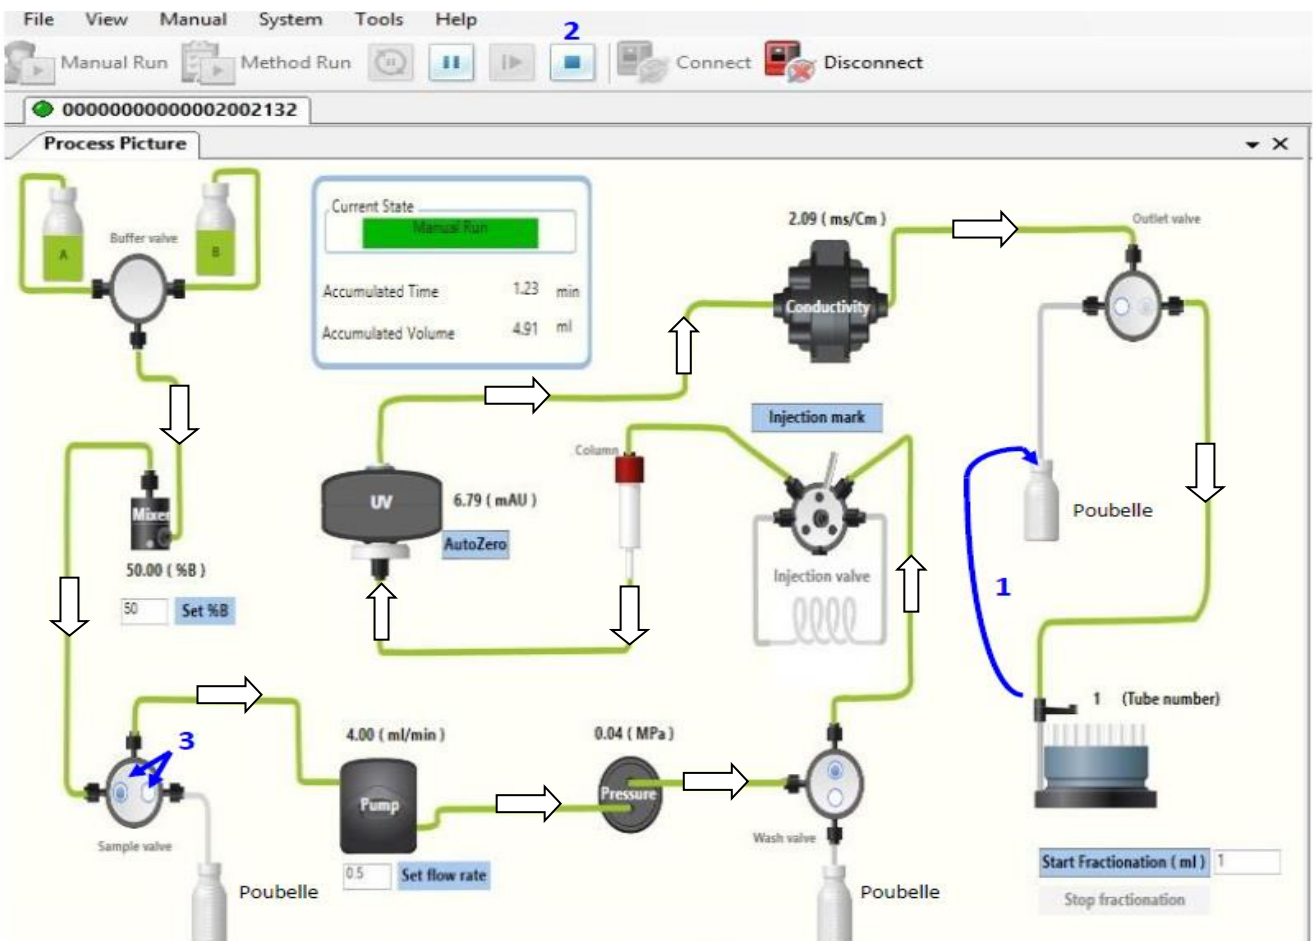 File View Manual System Tools Help
2
Manual Run Method Run Connect Disconnect
00000000000002002132
Process Picture
A
B
Buffer valve
Current State
Manual Run
Accumulated Time 1.23 min
Accumulated Volume 4.91 ml
2.09 ( ms/Cm )
Conductivity
Outlet valve
Injection mark
Column
UV
6.79 ( mAU )
AutoZero
Mixer
50.00 ( %B )
50 Set %B
Injection valve
Poubelle
1
1 (Tube number)
3
4.00 ( ml/min )
0.04 ( MPa )
Pump
Pressure
Sample valve
Wash valve
0.5 Set flow rate
Poubelle
Poubelle
Start Fractionation ( ml ) 1
Stop fractionation